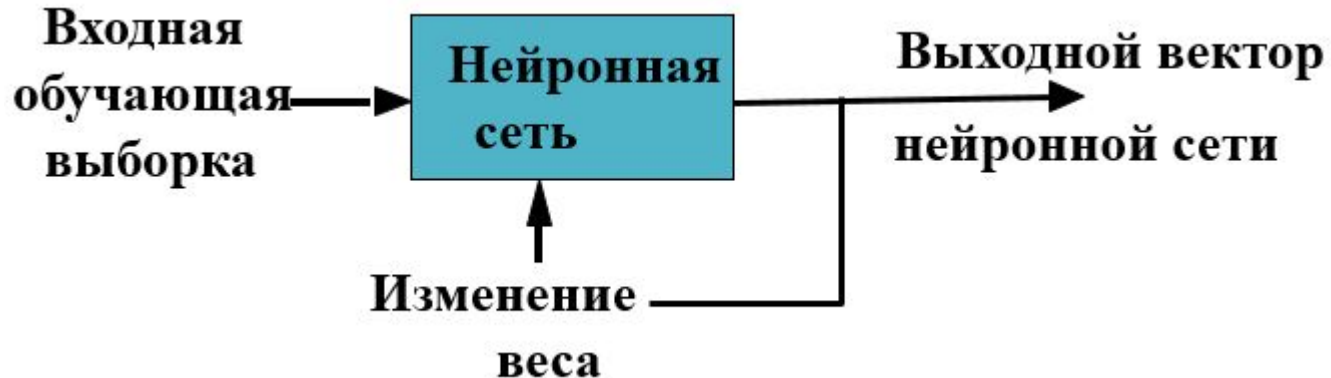 Входная
обучающая
выборка
Нейронная
сеть
Выходной вектор
нейронной сети
Изменение
веса